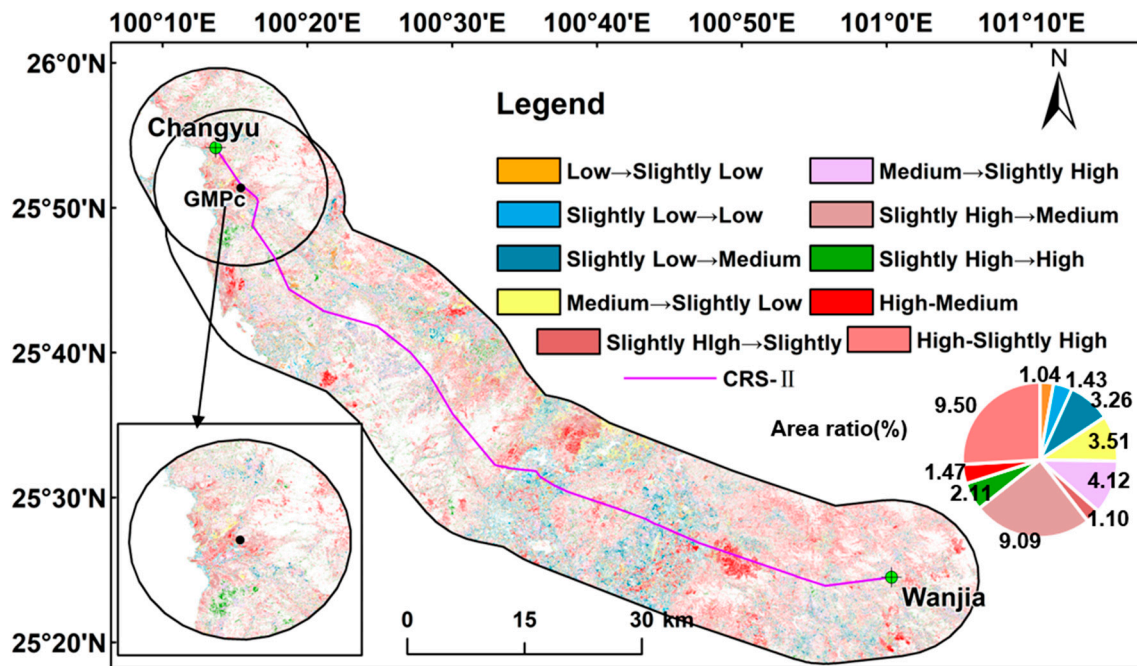 100°0'E 100°10'E 100°20'E 100°30'E 100°40'E 100°50'E 101°0'E 101°10'E
26°0'N
N
Legend
Changyu
Low→Slightly Low
Medium→Slightly High
GMPc
25°50'N
Slightly Low→Low
Slightly High→Medium
Slightly Low→Medium
Slightly High→High
Medium→Slightly Low
High-Medium
Slightly HIgh→Slightly
High-Slightly High
25°40'N
CRS-Ⅱ
Area ratio(%)
1.04
1.43
3.26
3.51
4.12
1.10
9.09
2.11
1.47
9.50
25°30'N
Wanjia
0 15 30 km
25°20'N